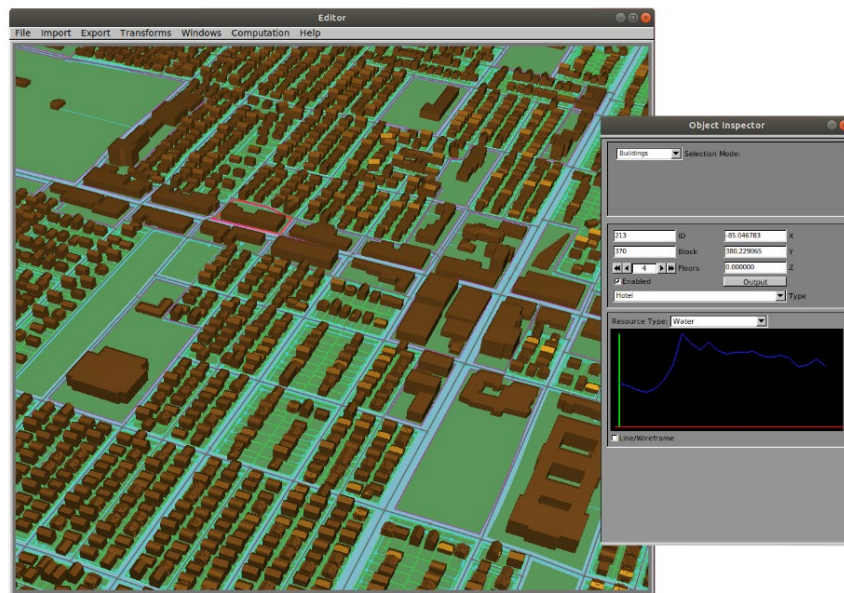 Editor
File Import Export Transforms Windows Computation Help
Object Inspector
Buildings Selection Mode:
213 ID -85.046783 X
370 Block 380.229065 Y
4 Floors 0.000000 Z
Enabled Output
Hotel Type
Resource Type: Water
Line/Wireframe